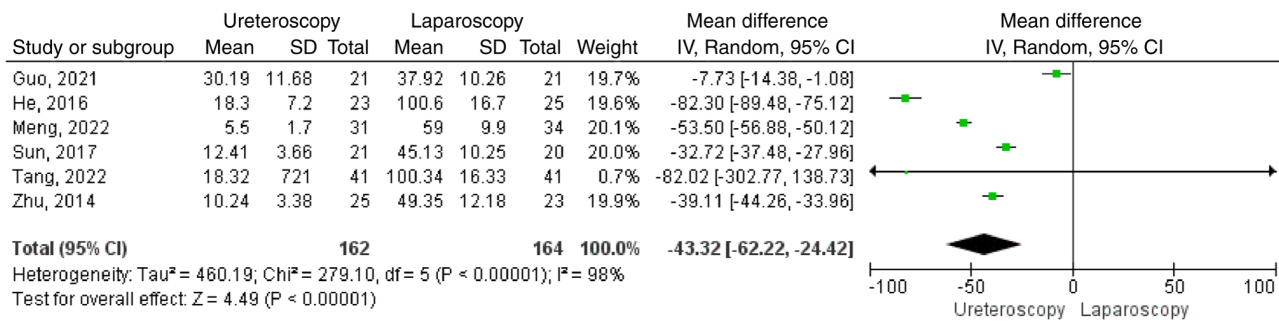 Ureteroscopy Laparoscopy Mean difference Mean difference
Study or subgroup Mean SD Total Mean SD Total Weight IV, Random, 95% CI IV, Random, 95% CI
Guo, 2021 30.19 11.68 21 37.92 10.26 21 19.7% -7.73 [-14.38, -1.08]
He, 2016 18.3 7.2 23 100.6 16.7 25 19.6% -82.30 [-89.48, -75.12]
Meng, 2022 5.5 1.7 31 59 9.9 34 20.1% -53.50 [-56.88, -50.12]
Sun, 2017 12.41 3.66 21 45.13 10.25 20 20.0% -32.72 [-37.48, -27.96]
Tang, 2022 18.32 721 41 100.34 16.33 41 0.7% -82.02 [-302.77, 138.73]
Zhu, 2014 10.24 3.38 25 49.35 12.18 23 19.9% -39.11 [-44.26, -33.96]
Total (95% CI) 162 164 100.0% -43.32 [-62.22, -24.42]
Heterogeneity: Tau² = 460.19; Chi² = 279.10, df = 5 (P < 0.00001); I² = 98%
Test for overall effect: Z = 4.49 (P < 0.00001)
-100 -50 0 50 100
Ureteroscopy Laparoscopy